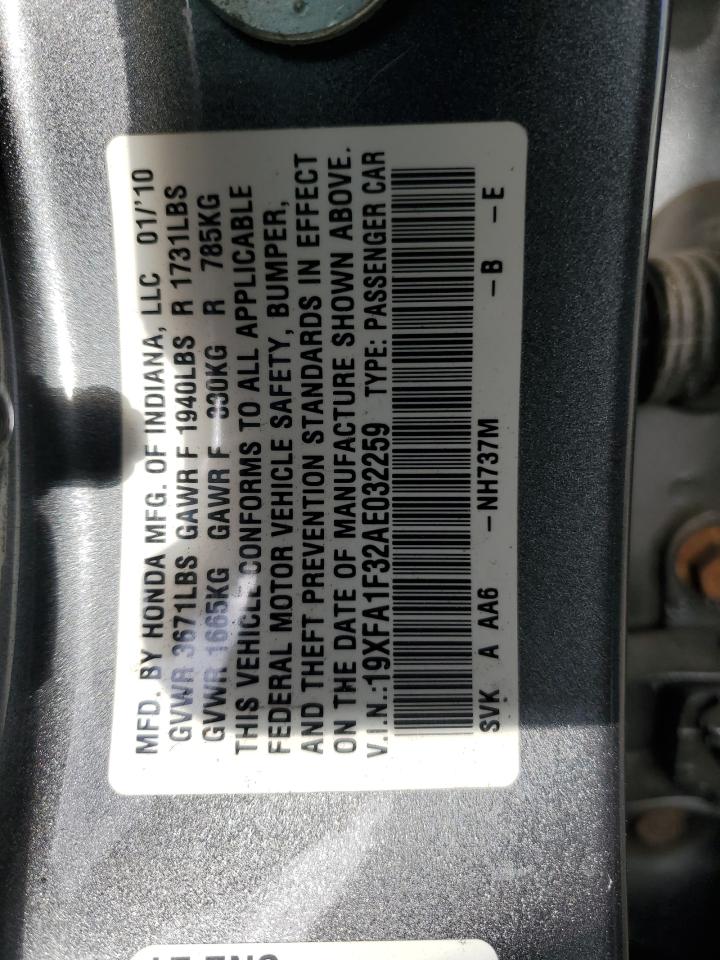 MFD. BY HONDA MFG. OF INDIANA, LLC 01/'10
GVWR 3671LBS GAWR F 1940LBS R 1731LBS
GVWR 1665KG GAWR F 880KG R 785KG
THIS VEHICLE CONFORMS TO ALL APPLICABLE
FEDERAL MOTOR VEHICLE SAFETY, BUMPER,
AND THEFT PREVENTION STANDARDS IN EFFECT
ON THE DATE OF MANUFACTURE SHOWN ABOVE.
V.I.N.:19XFA1F32AE032259 TYPE: PASSENGER CAR
SVK A AA6 -NH737M -B -E